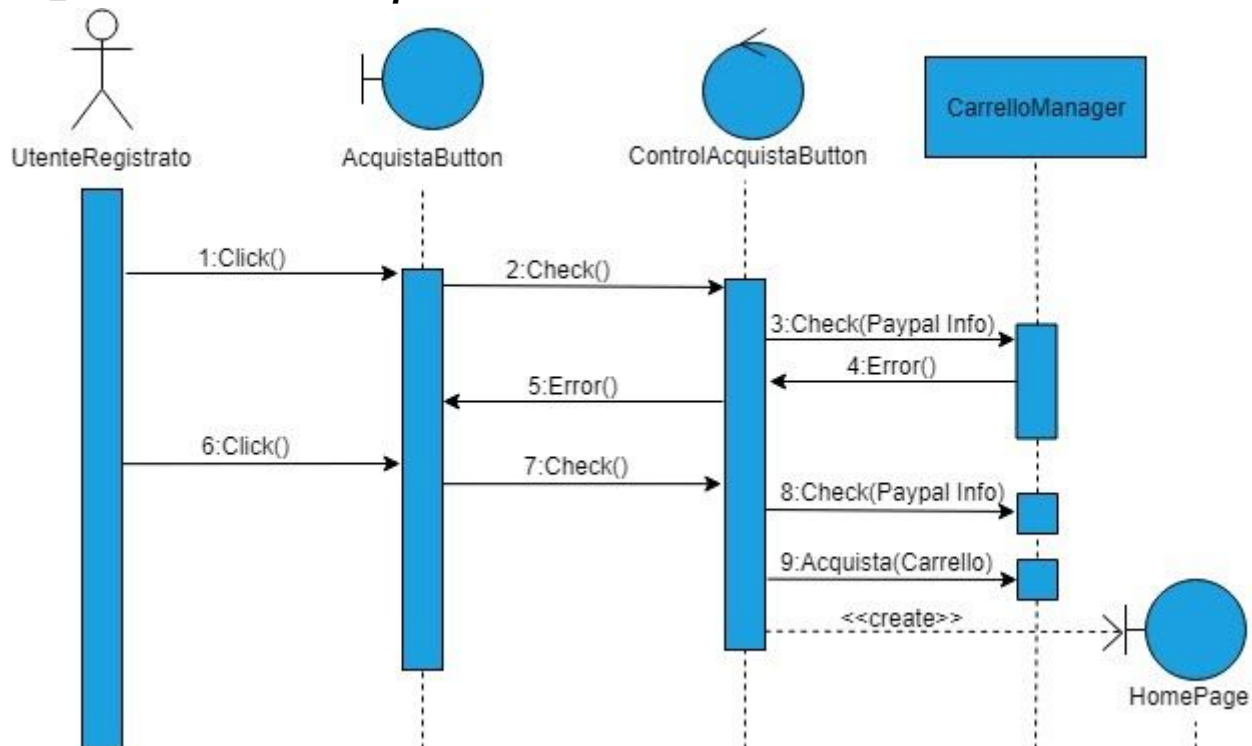 UtenteRegistrato
AcquistaButton
ControlAcquistaButton
CarrelloManager
1:Click()
2:Check()
3:Check(Paypal Info)
4:Error()
5:Error()
6:Click()
7:Check()
8:Check(Paypal Info)
9:Acquista(Carrello)
<<create>>
HomePage